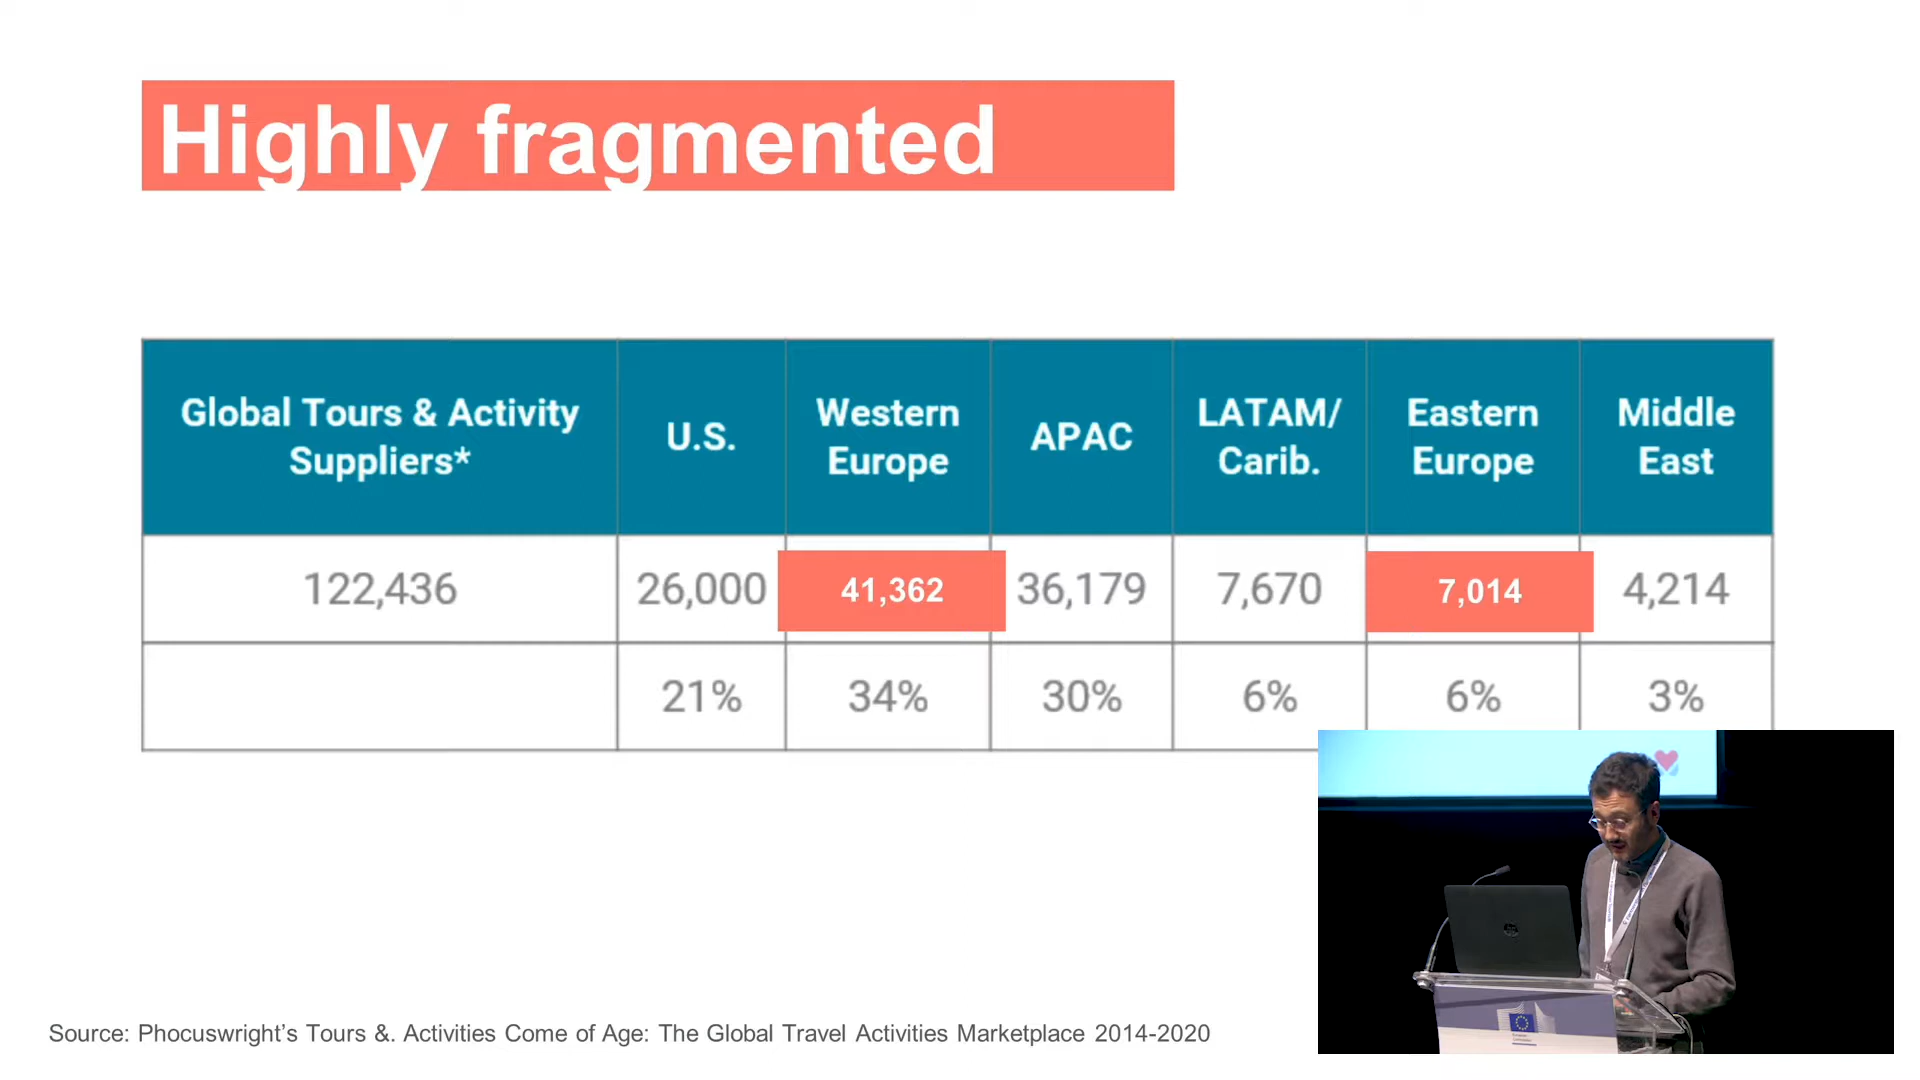 Highly fragmented
Global Tours & Activity
Suppliers*
U.S.
Western
Europe
APAC
LATAM/
Carib.
Eastern
Europe
Middle
East
122,436
26,000
41,362
36,179
7,670
7,014
4,214
21%
34%
30%
6%
6%
3%
Source: Phocuswright’s Tours &. Activities Come of Age: The Global Travel Activities Marketplace 2014-2020